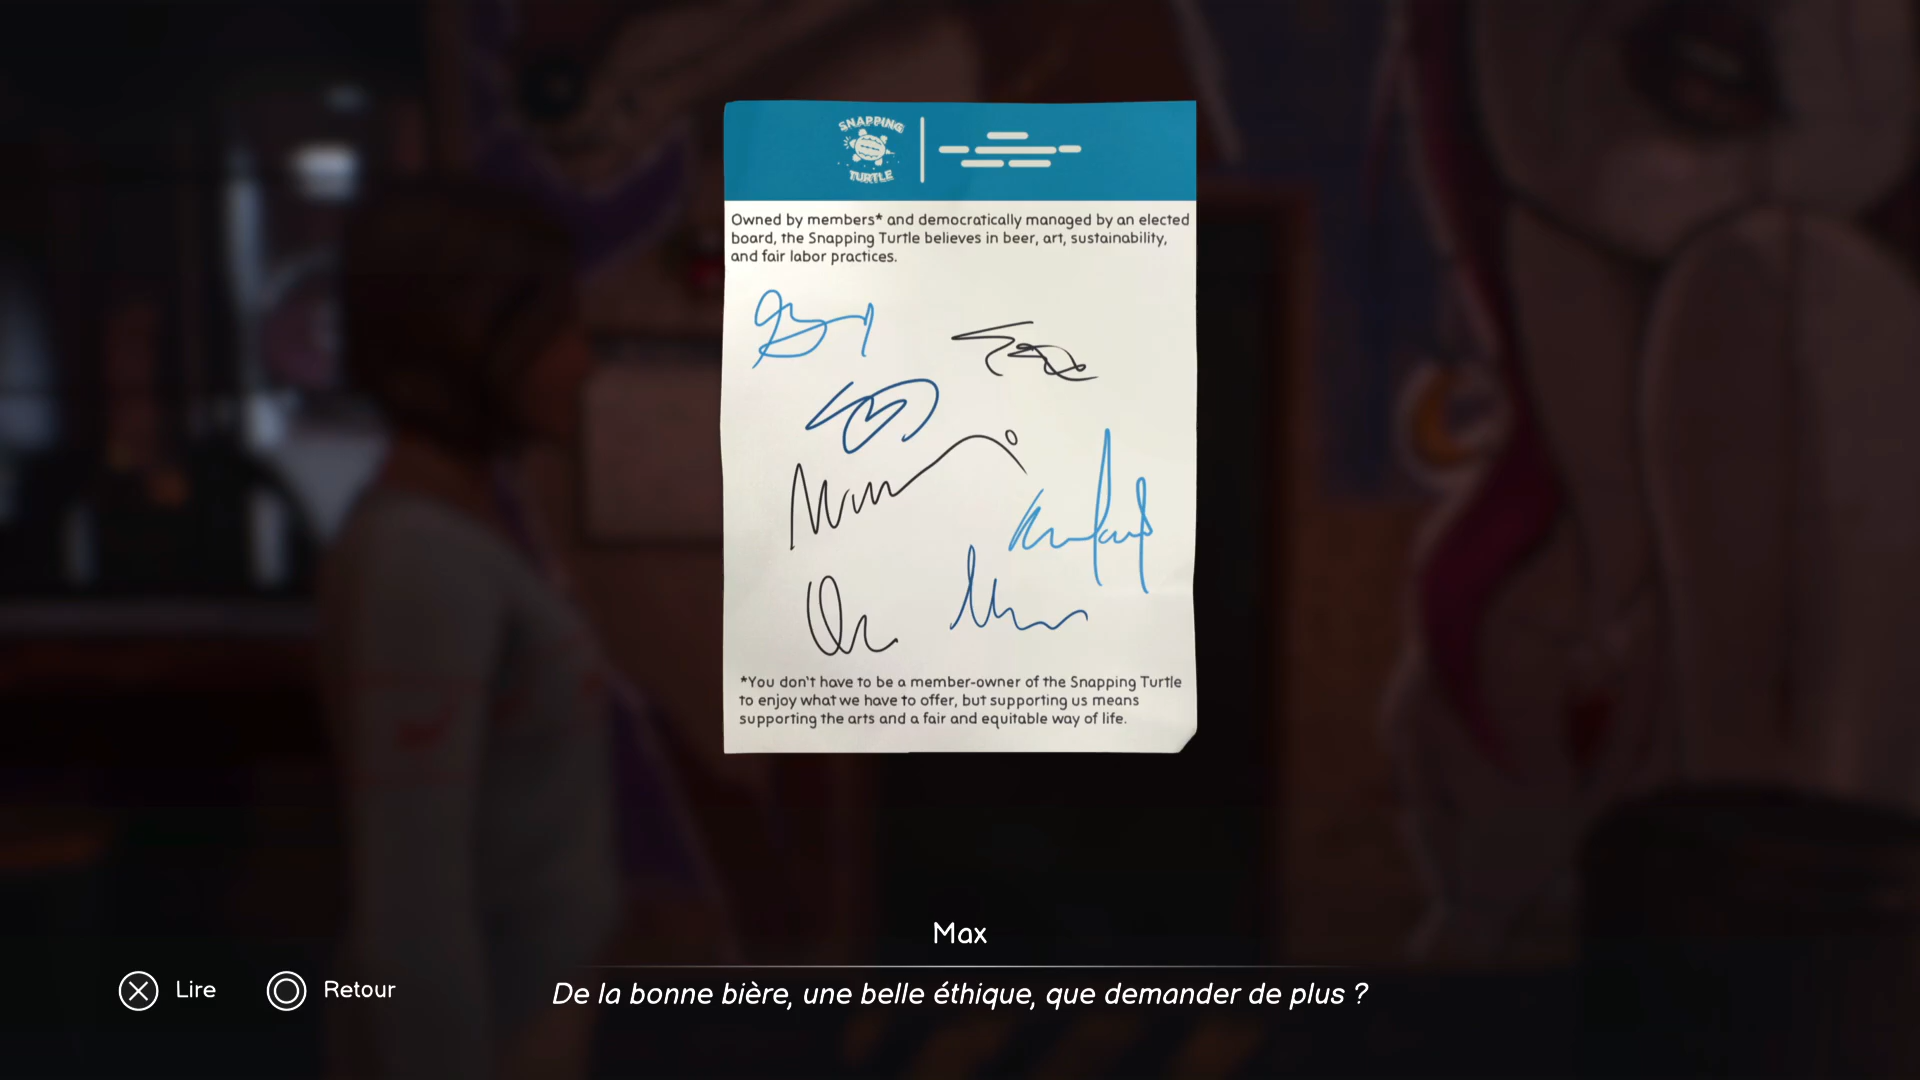 SNAPPING
TURTLE
Owned by members* and democratically managed by an elected
board, the Snapping Turtle believes in beer, art, sustainability,
and fair labor practices.
*You don't have to be a member-owner of the Snapping Turtle
to enjoy what we have to offer, but supporting us means
supporting the arts and a fair and equitable way of life.
Max
Lire
Retour
De la bonne bière, une belle éthique, que demander de plus ?